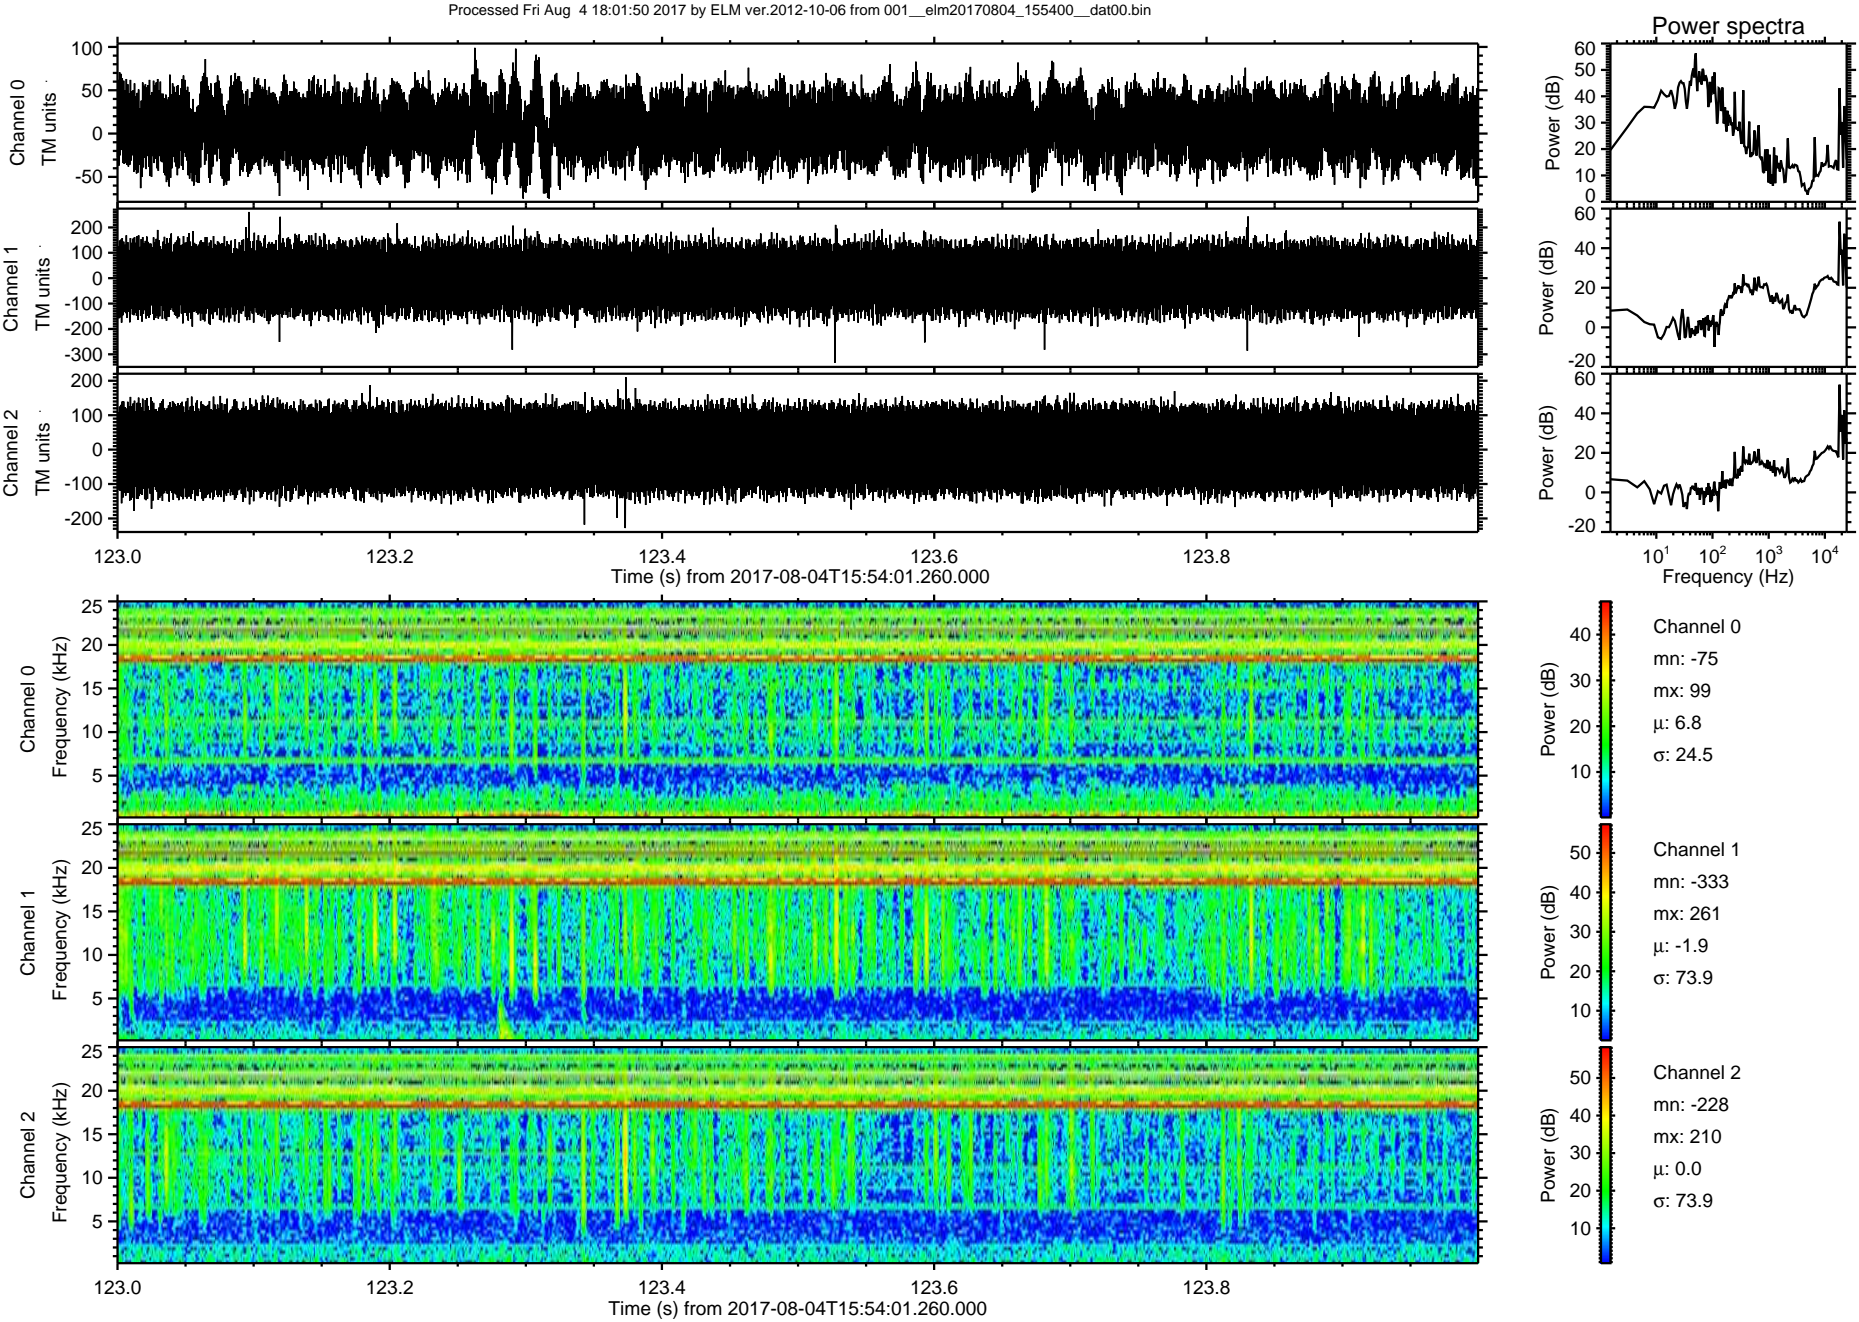 Processed Fri Aug  4 18:01:50 2017 by ELM ver.2012-10-06 from 001__elm20170804_155400__dat00.bin
Power spectra
Channel 0
TM units
100
50
0
-50
Power (dB)
60
50
40
30
20
10
0
Channel 1
TM units
200
100
0
-100
-200
-300
Power (dB)
60
40
20
0
-20
Channel 2
TM units
200
100
0
-100
-200
Power (dB)
60
40
20
0
-20
123.0 123.2 123.4 123.6 123.8
Time (s) from 2017-08-04T15:54:01.260.000
10^1 10^2 10^3 10^4
Frequency (Hz)
Channel 0
Frequency (kHz)
25
20
15
10
5
Power (dB)
40
30
20
10
Channel 0
mn: -75
mx: 99
μ: 6.8
σ: 24.5
Channel 1
Frequency (kHz)
25
20
15
10
5
Power (dB)
50
40
30
20
10
Channel 1
mn: -333
mx: 261
μ: -1.9
σ: 73.9
Channel 2
Frequency (kHz)
25
20
15
10
5
Power (dB)
50
40
30
20
10
Channel 2
mn: -228
mx: 210
μ: 0.0
σ: 73.9
123.0 123.2 123.4 123.6 123.8
Time (s) from 2017-08-04T15:54:01.260.000